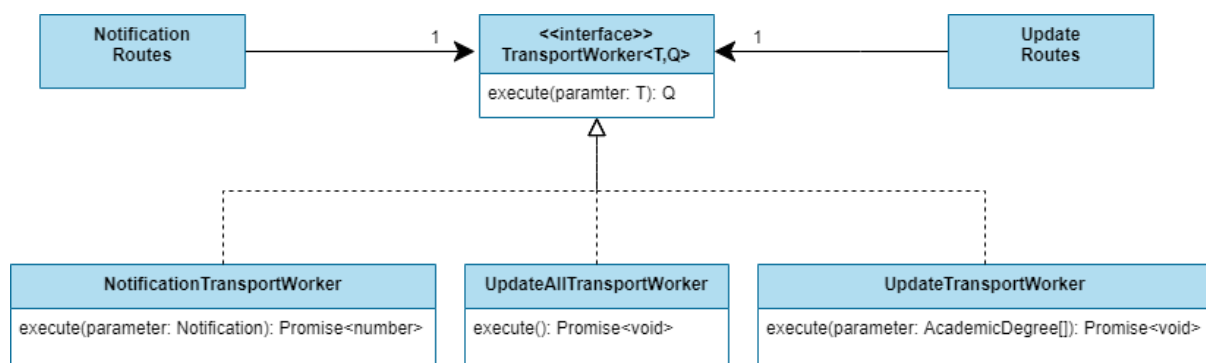 Notification
Routes
1
<<interface>>
TransportWorker<T,Q>
execute(paramter: T): Q
1
Update
Routes
NotificationTransportWorker
execute(parameter: Notification): Promise<number>
UpdateAllTransportWorker
execute(): Promise<void>
UpdateTransportWorker
execute(parameter: AcademicDegree[]): Promise<void>